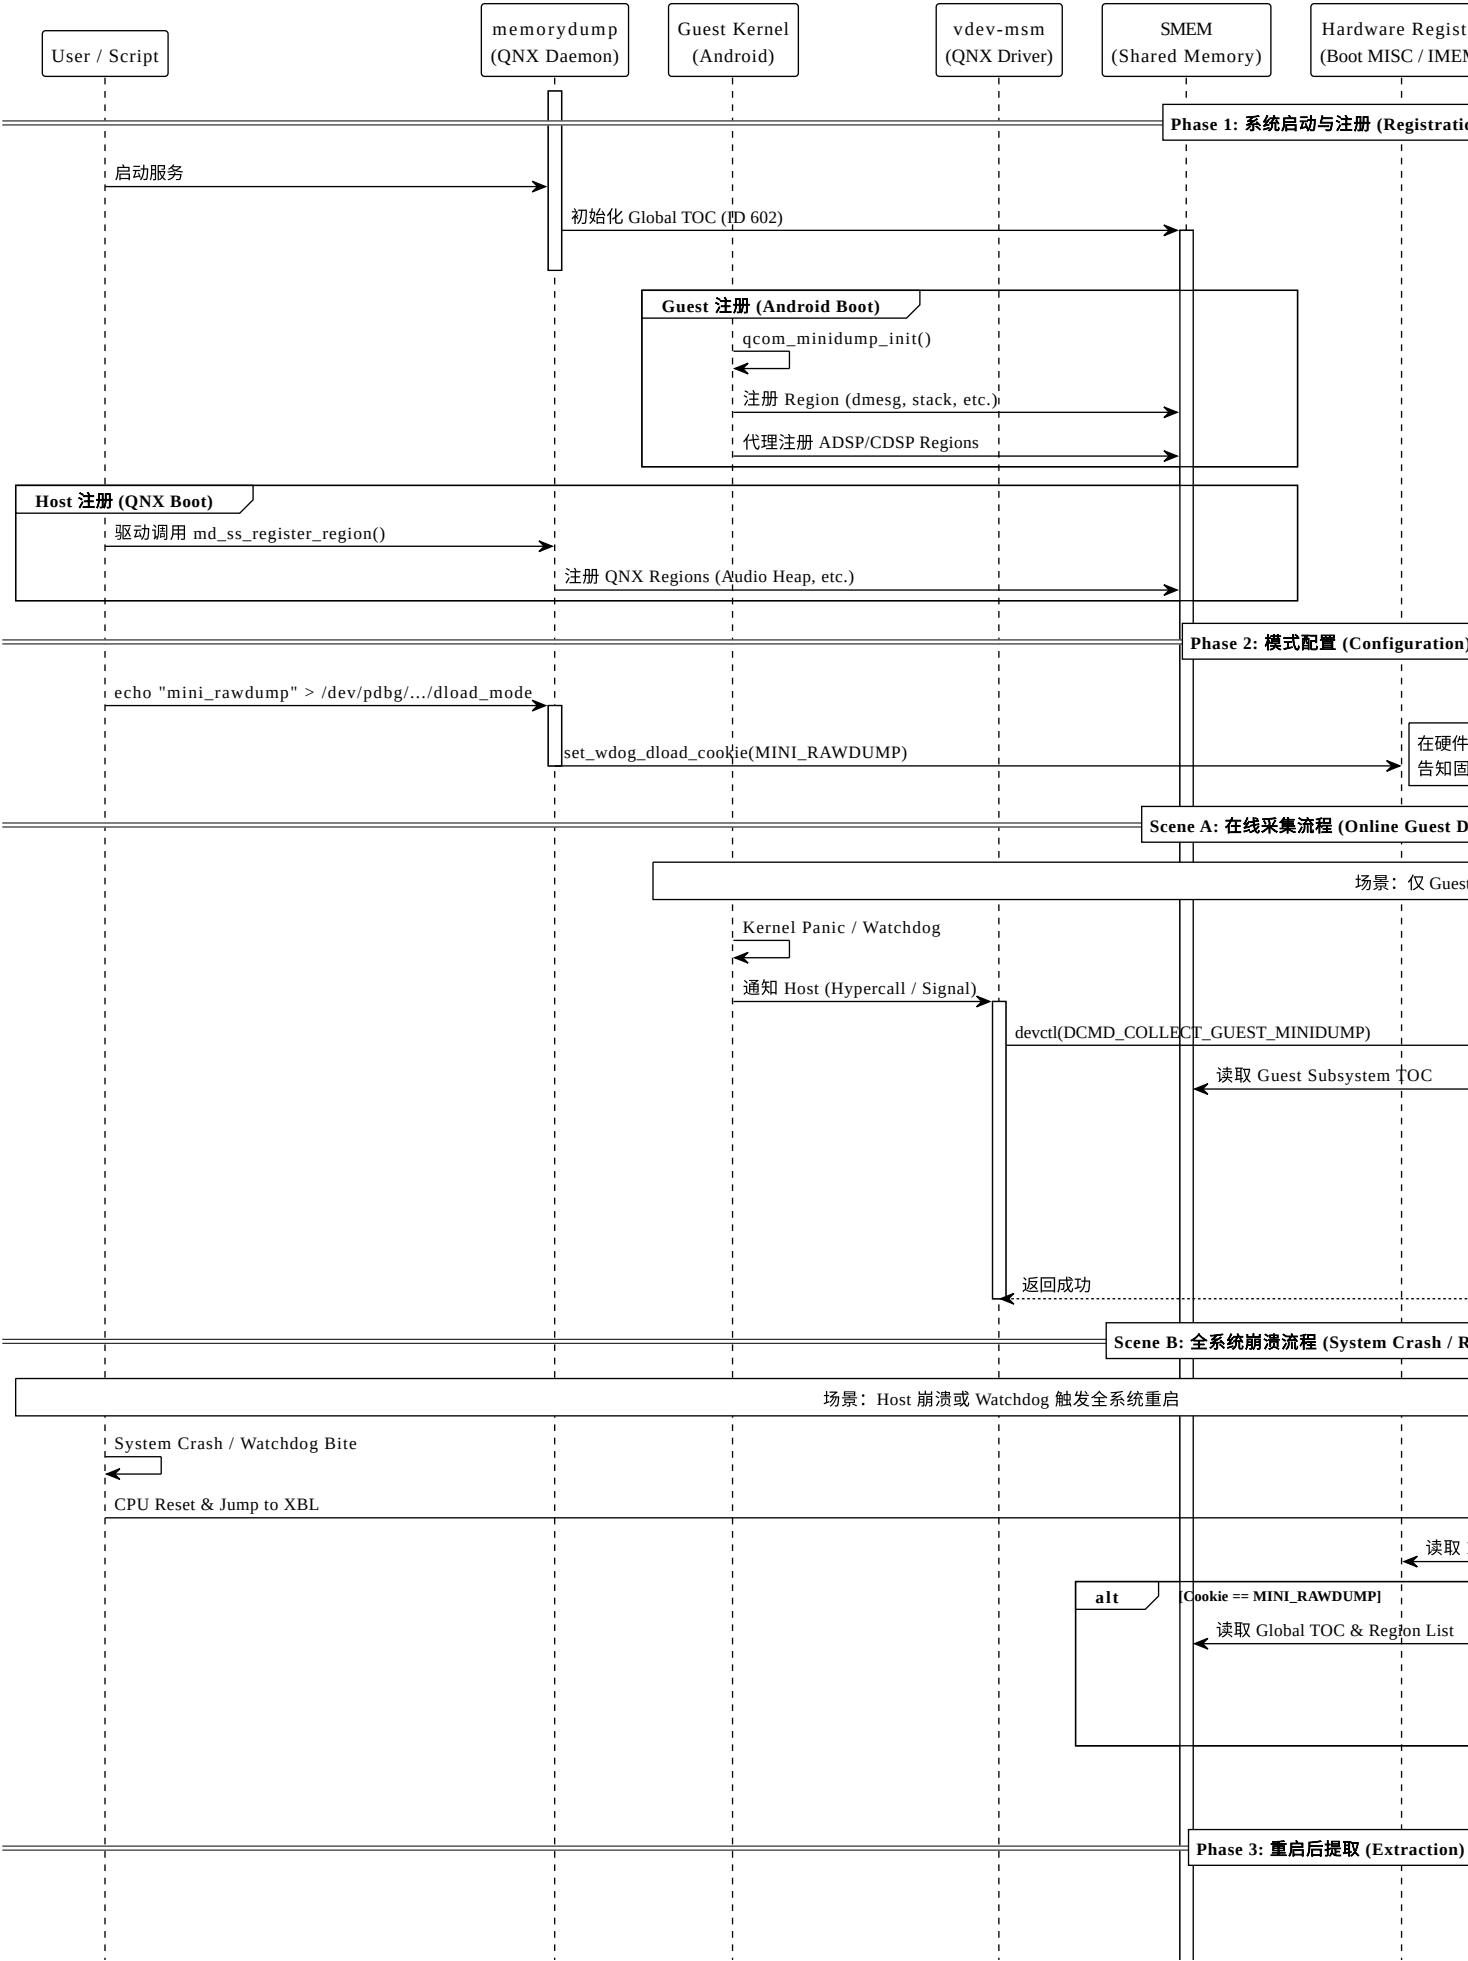 User / Script
memorydump
(QNX Daemon)
Guest Kernel
(Android)
vdev-msm
(QNX Driver)
SMEM
(Shared Memory)
Hardware Regist
(Boot MISC / IMEM
Phase 1: 系统启动与注册 (Registratio
启动服务
初始化 Global TOC (ID 602)
Guest 注册 (Android Boot)
qcom_minidump_init()
注册 Region (dmesg, stack, etc.)
代理注册 ADSP/CDSP Regions
Host 注册 (QNX Boot)
驱动调用 md_ss_register_region()
注册 QNX Regions (Audio Heap, etc.)
Phase 2: 模式配置 (Configuration)
echo "mini_rawdump" > /dev/pdbg/.../dload_mode
set_wdog_dload_cookie(MINI_RAWDUMP)
在硬件
告知固
Scene A: 在线采集流程 (Online Guest D
场景：仅 Guest
Kernel Panic / Watchdog
通知 Host (Hypercall / Signal)
devctl(DCMD_COLLECT_GUEST_MINIDUMP)
读取 Guest Subsystem TOC
返回成功
Scene B: 全系统崩溃流程 (System Crash / R
场景：Host 崩溃或 Watchdog 触发全系统重启
System Crash / Watchdog Bite
CPU Reset & Jump to XBL
读取
alt
[Cookie == MINI_RAWDUMP]
读取 Global TOC & Region List
Phase 3: 重启后提取 (Extraction)